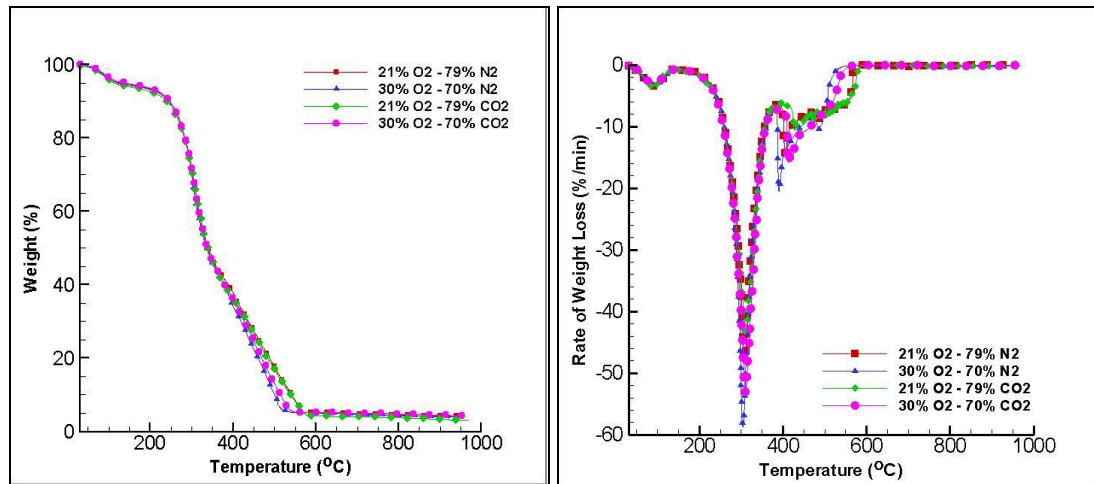 100
80
60
40
20
0
200
400
600
800
1000
Weight (%)
Temperature (⁰C)
21% O2 - 79% N2
30% O2 - 70% N2
21% O2 - 79% CO2
30% O2 - 70% CO2
0
-10
-20
-30
-40
-50
-60
200
400
600
800
1000
Rate of Weight Loss (%/min)
Temperature (⁰C)
21% O2 - 79% N2
30% O2 - 70% N2
21% O2 - 79% CO2
30% O2 - 70% CO2